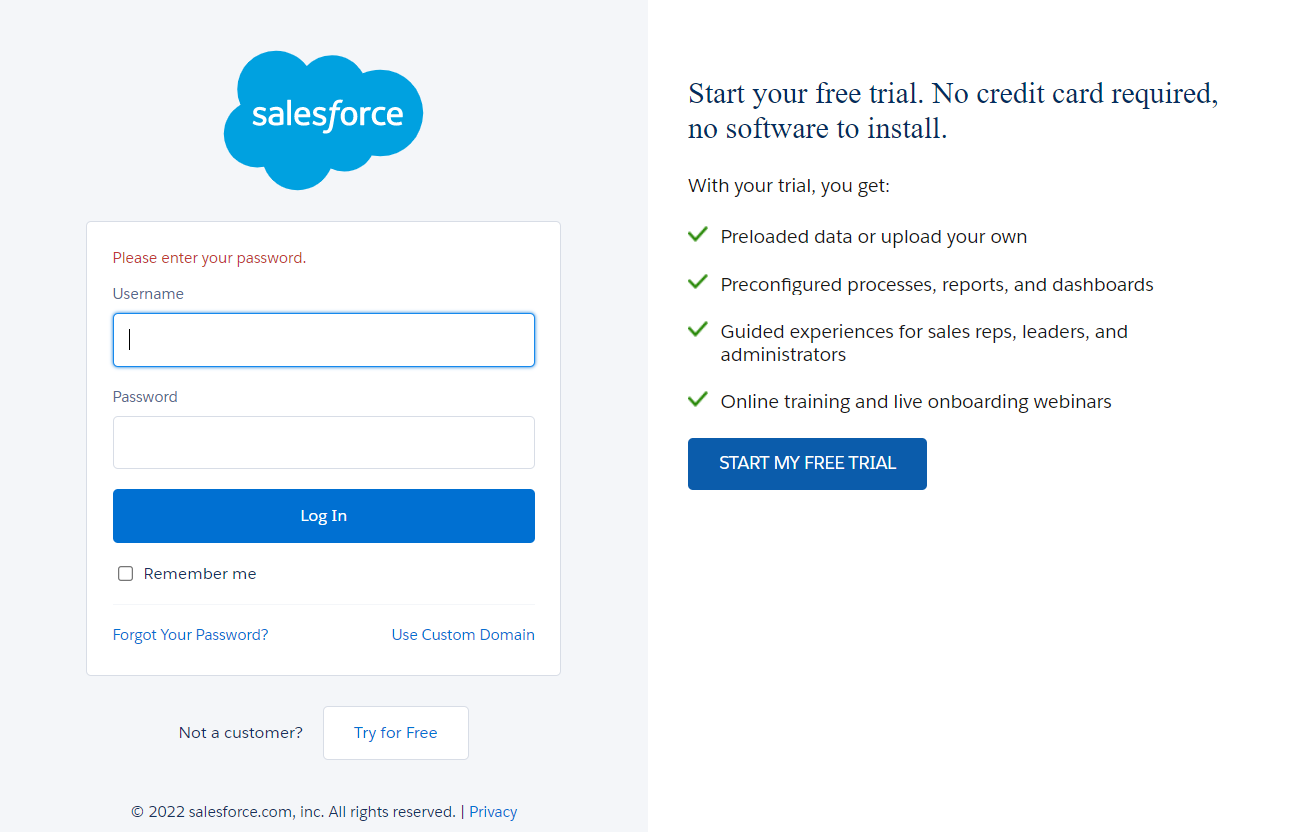 salesforce
Please enter your password.
Username
Password
Log In
Remember me
Forgot Your Password?
Use Custom Domain
Not a customer?
Try for Free
© 2022 salesforce.com, inc. All rights reserved. | Privacy
Start your free trial. No credit card required,
no software to install.
With your trial, you get:
Preloaded data or upload your own
Preconfigured processes, reports, and dashboards
Guided experiences for sales reps, leaders, and
administrators
Online training and live onboarding webinars
START MY FREE TRIAL